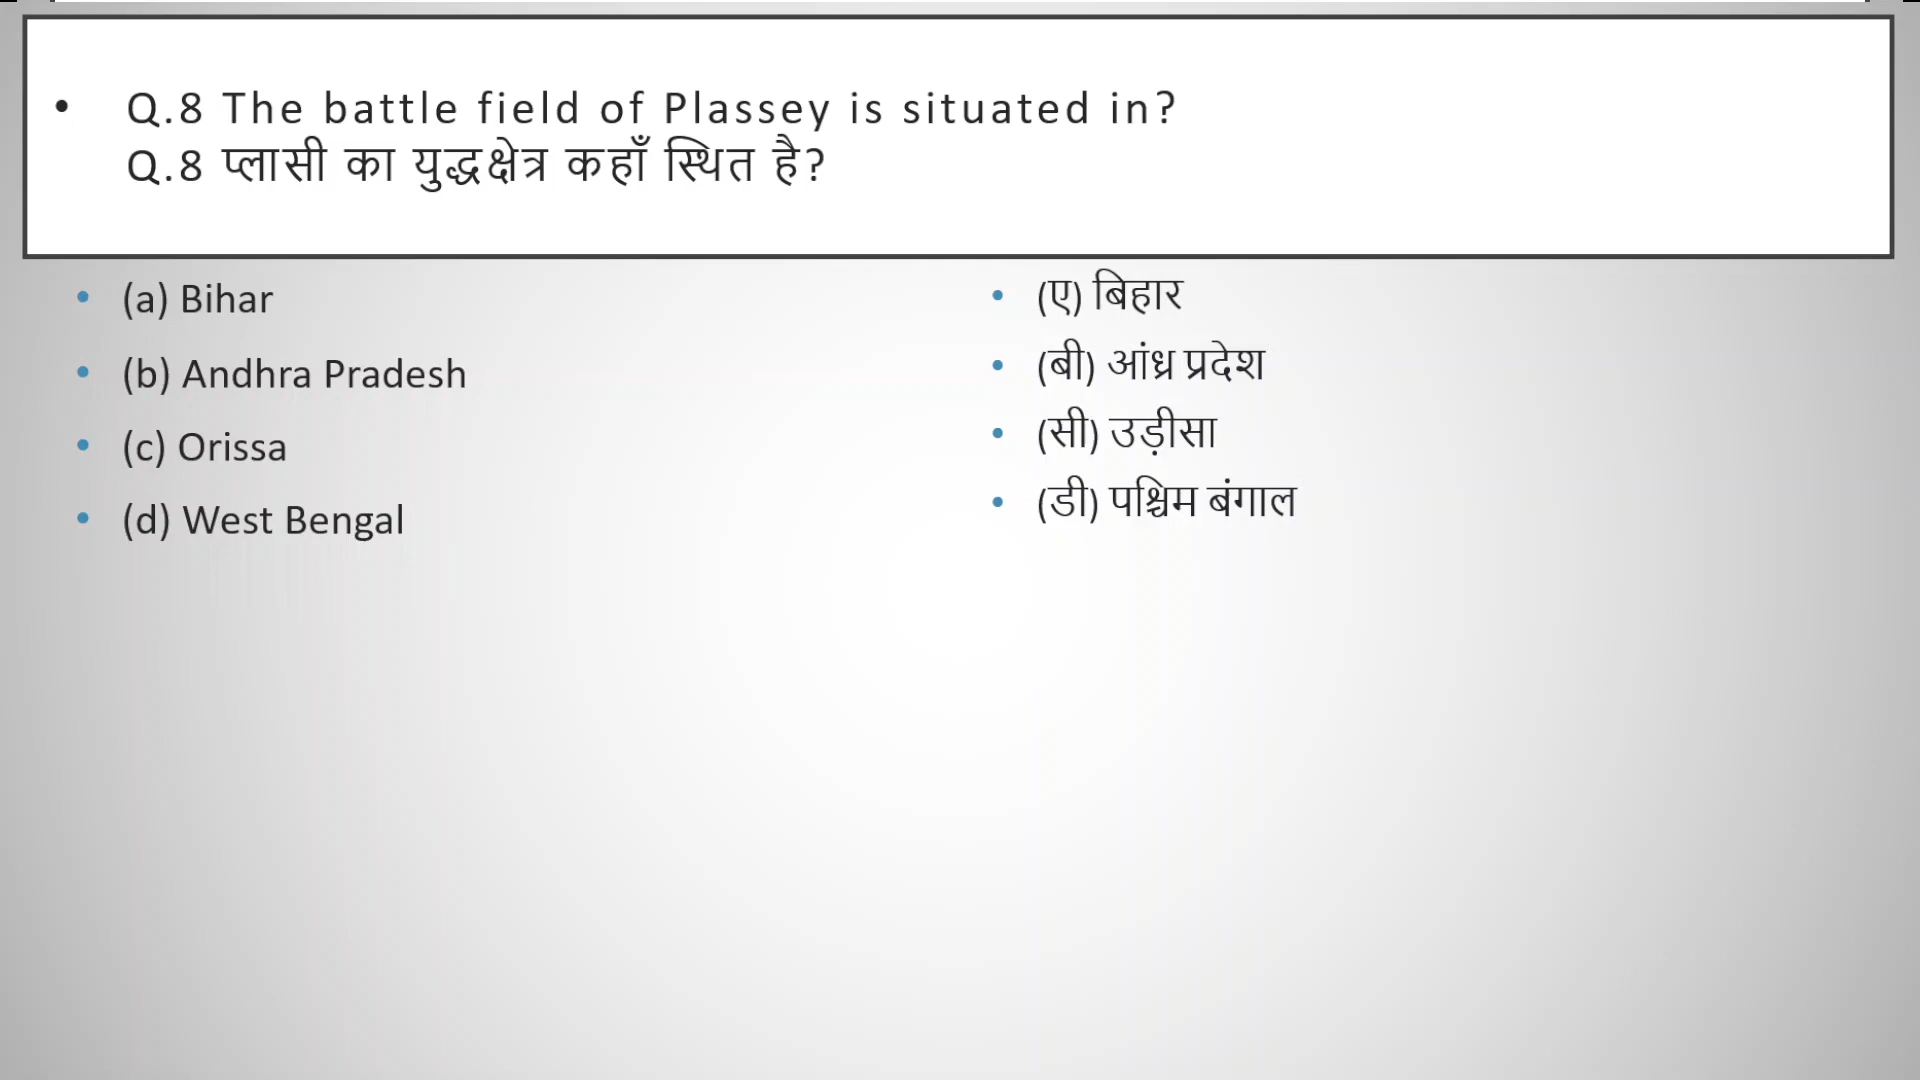 • Q.8 The battle field of Plassey is situated in?
Q.8 प्लासी का युद्धक्षेत्र कहाँ स्थित है?
• (a) Bihar
• (b) Andhra Pradesh
• (c) Orissa
• (d) West Bengal
• (ए) बिहार
• (बी) आंध्र प्रदेश
• (सी) उड़ीसा
• (डी) पश्चिम बंगाल